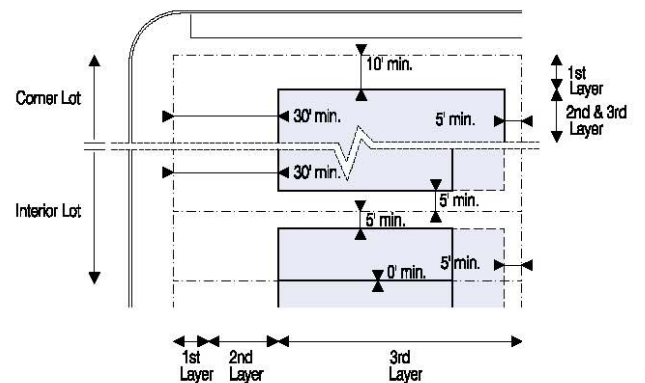 10' min.
1st
Layer
Corner Lot
30' min.
5' min.
2nd & 3rd
Layer
30' min.
5' min.
Interior Lot
5' min.
5' min.
0' min.
1st
Layer
2nd
Layer
3rd
Layer